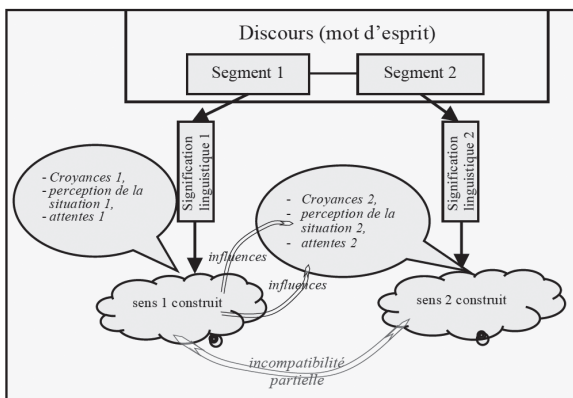 Discours (mot d'esprit)
Segment 1
Segment 2
Signification
linguistique 1
Signification
linguistique 2
- Croyances 1,
- perception de la
situation 1,
- attentes 1
- Croyances 2,
- perception de la
situation 2,
- attentes 2
influences
influences
sens 1 construit
sens 2 construit
incompatibilité
partielle